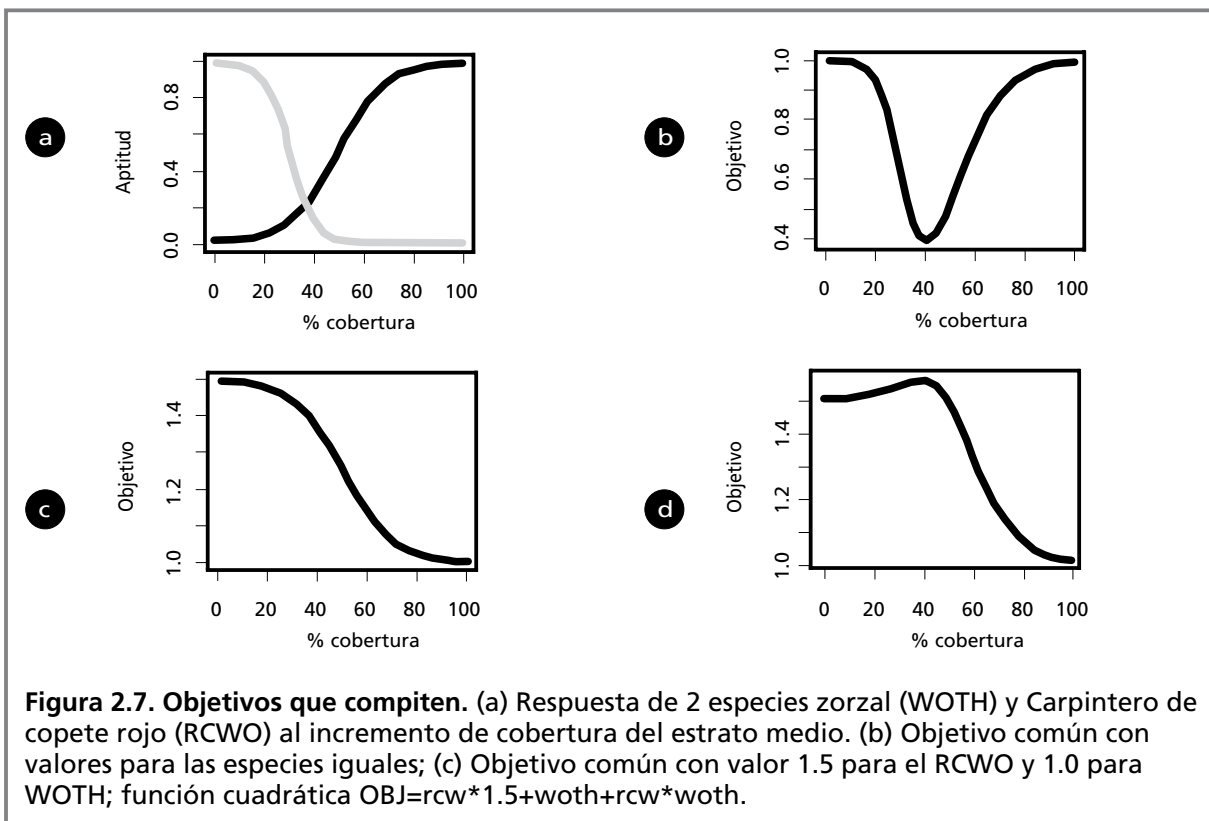 a
Aptitud
0.0 0.4 0.8
0 20 40 60 80 100
% cobertura
b
Objetivo
0.4 0.6 0.8 1.0
0 20 40 60 80 100
% cobertura
c
Objetivo
1.0 1.2 1.4
0 20 40 60 80 100
% cobertura
d
Objetivo
1.0 1.2 1.4
0 20 40 60 80 100
% cobertura
Figura 2.7. Objetivos que compiten. (a) Respuesta de 2 especies zorzal (WOTH) y Carpintero de
copete rojo (RCWO) al incremento de cobertura del estrato medio. (b) Objetivo común con
valores para las especies iguales; (c) Objetivo común con valor 1.5 para el RCWO y 1.0 para
WOTH; función cuadrática OBJ=rcw*1.5+woth+rcw*woth.